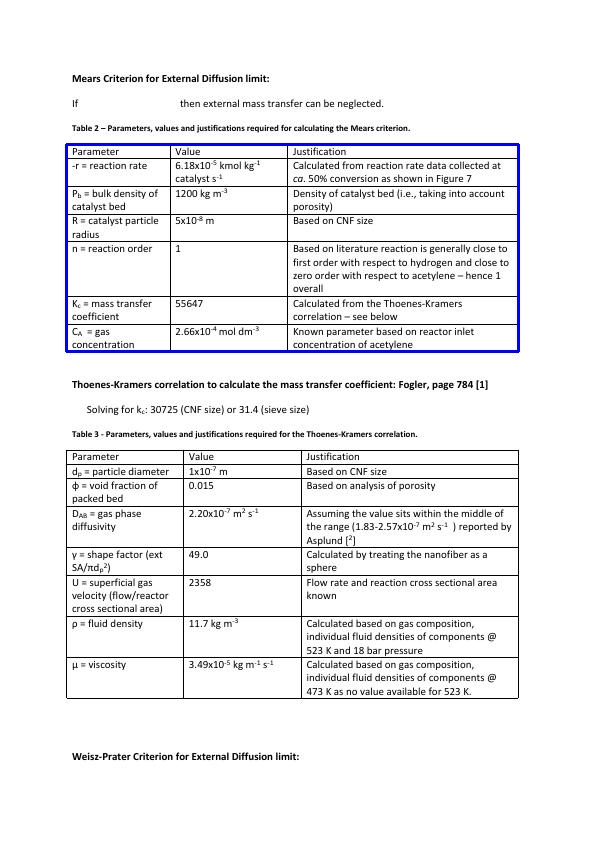 Mears Criterion for External Diffusion limit:
If then external mass transfer can be neglected.
Table 2 – Parameters, values and justifications required for calculating the Mears criterion.
Parameter Value Justification
-r = reaction rate 6.18x10⁻⁵ kmol kg⁻¹ catalyst s⁻¹ Calculated from reaction rate data collected at
ca. 50% conversion as shown in Figure 7
P_b = bulk density of catalyst bed 1200 kg m⁻³ Density of catalyst bed (i.e., taking into account
porosity)
R = catalyst particle radius 5x10⁻⁸ m Based on CNF size
n = reaction order 1 Based on literature reaction is generally close to
first order with respect to hydrogen and close to
zero order with respect to acetylene – hence 1
overall
K_c = mass transfer coefficient 55647 Calculated from the Thoenes-Kramers
correlation – see below
C_A = gas concentration 2.66x10⁻⁴ mol dm⁻³ Known parameter based on reactor inlet
concentration of acetylene
Thoenes-Kramers correlation to calculate the mass transfer coefficient: Fogler, page 784 [1]
Solving for k_c: 30725 (CNF size) or 31.4 (sieve size)
Table 3 - Parameters, values and justifications required for the Thoenes-Kramers correlation.
Parameter Value Justification
d_p = particle diameter 1x10⁻⁷ m Based on CNF size
ϕ = void fraction of packed bed 0.015 Based on analysis of porosity
D_AB = gas phase diffusivity 2.20x10⁻⁷ m² s⁻¹ Assuming the value sits within the middle of
the range (1.83-2.57x10⁻⁷ m² s⁻¹ ) reported by
Asplund [²]
γ = shape factor (ext SA/πd_p²) 49.0 Calculated by treating the nanofiber as a
sphere
U = superficial gas velocity (flow/reactor cross sectional area) 2358 Flow rate and reaction cross sectional area
known
ρ = fluid density 11.7 kg m⁻³ Calculated based on gas composition,
individual fluid densities of components @
523 K and 18 bar pressure
μ = viscosity 3.49x10⁻⁵ kg m⁻¹ s⁻¹ Calculated based on gas composition,
individual fluid densities of components @
473 K as no value available for 523 K.
Weisz-Prater Criterion for External Diffusion limit: